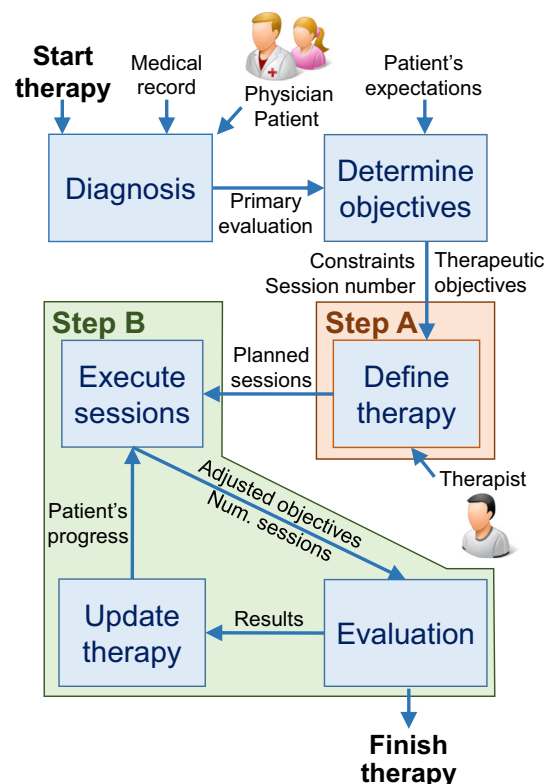 Start
therapy
Medical
record
Physician
Patient
Patient's
expectations
Diagnosis
Primary
evaluation
Determine
objectives
Constraints
Session number
Therapeutic
objectives
Step B
Step A
Execute
sessions
Planned
sessions
Define
therapy
Therapist
Adjusted objectives
Num. sessions
Patient's
progress
Update
therapy
Results
Evaluation
Finish
therapy